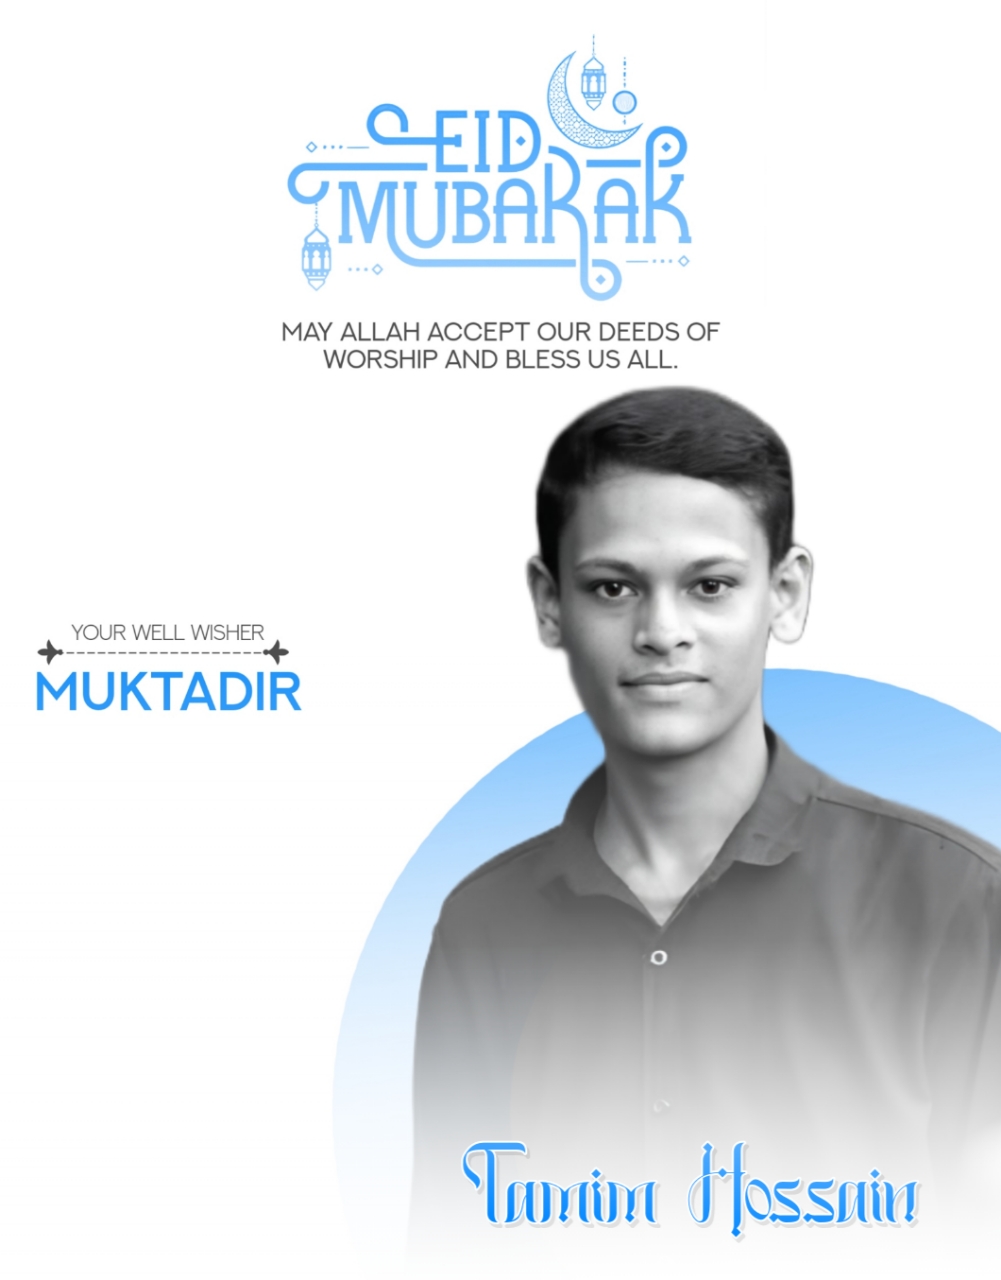 EID
MUBARAK
MAY ALLAH ACCEPT OUR DEEDS OF
WORSHIP AND BLESS US ALL.
YOUR WELL WISHER
MUKTADIR
Tamim Hossain